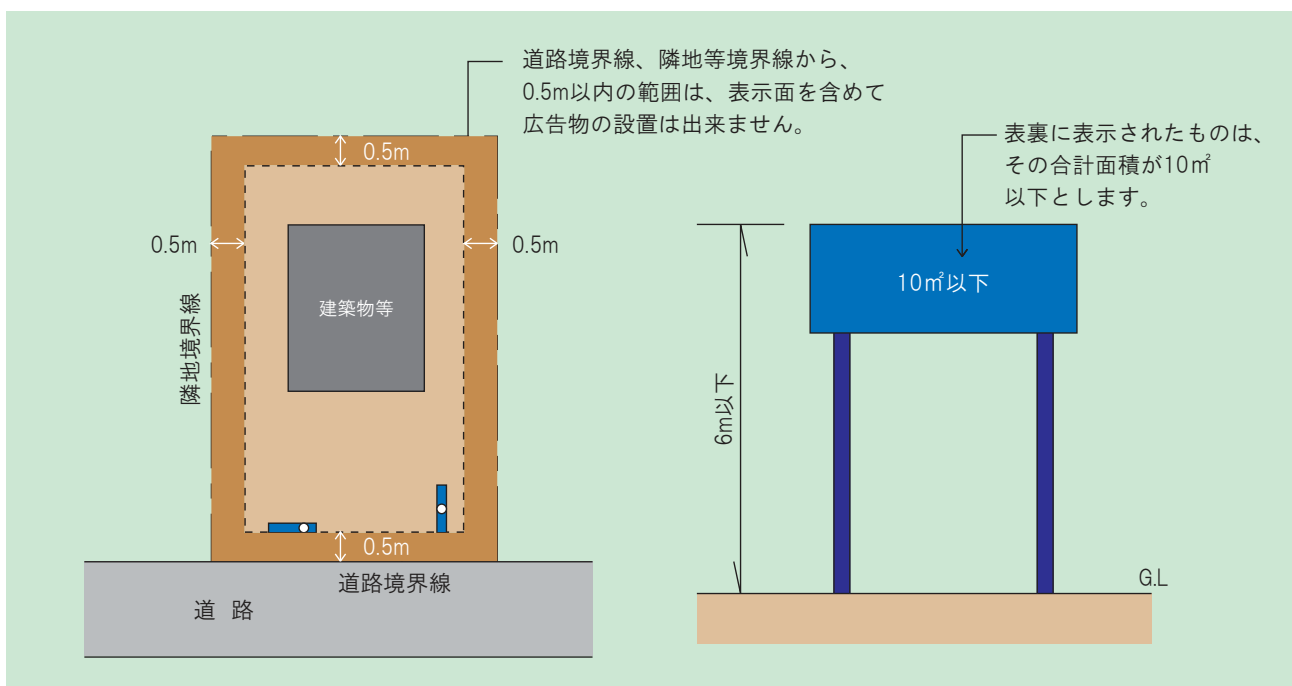 道路境界線、隣地等境界線から、
0.5m以内の範囲は、表示面を含めて
広告物の設置は出来ません。
0.5m
0.5m
0.5m
隣地境界線
建築物等
0.5m
道路境界線
道 路
表裏に表示されたものは、
その合計面積が10㎡
以下とします。
10㎡以下
6m以下
G.L